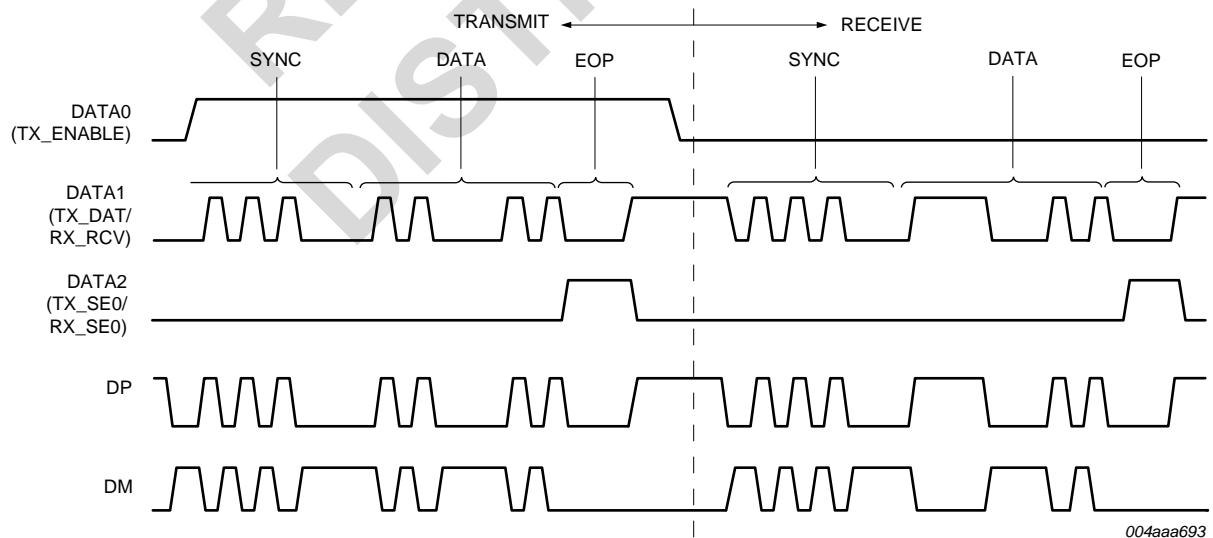 TRANSMIT
RECEIVE
SYNC
DATA
EOP
SYNC
DATA
EOP
DATA0
(TX_ENABLE)
DATA1
(TX_DAT/
RX_RCV)
DATA2
(TX_SE0/
RX_SE0)
DP
DM
004aaa693